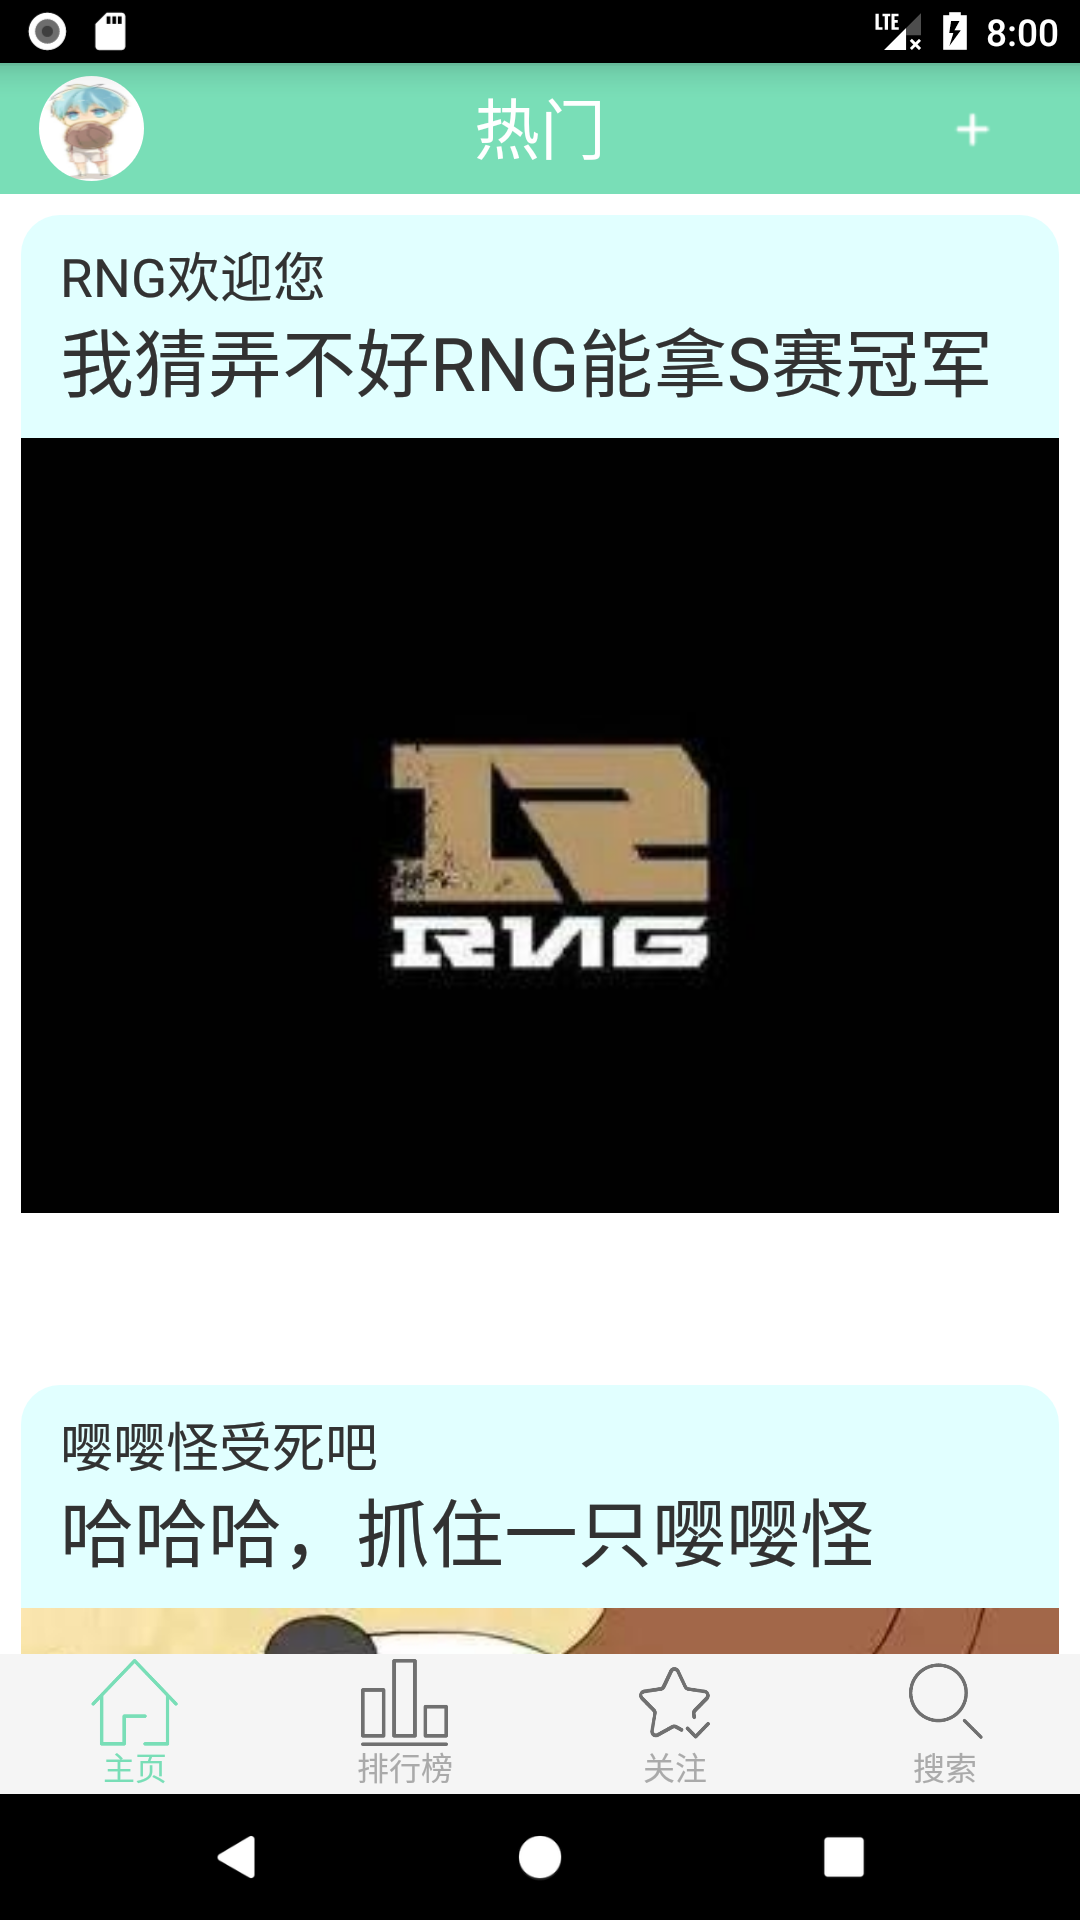 LTE 8:00
热门
RNG欢迎您
我猜弄不好RNG能拿S赛冠军
RNG
嘤嘤怪受死吧
哈哈哈，抓住一只嘤嘤怪
主页 排行榜 关注 搜索